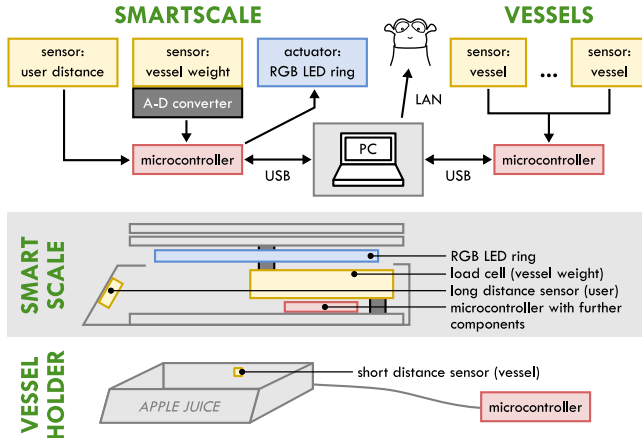 SMARTSCALE
VESSELS
sensor:
user distance
sensor:
vessel weight
A-D converter
actuator:
RGB LED ring
LAN
sensor:
vessel
...
sensor:
vessel
microcontroller
USB
PC
USB
microcontroller
SMART
SCALE
RGB LED ring
load cell (vessel weight)
long distance sensor (user)
microcontroller with further
components
VESSEL
HOLDER
short distance sensor (vessel)
APPLE JUICE
microcontroller